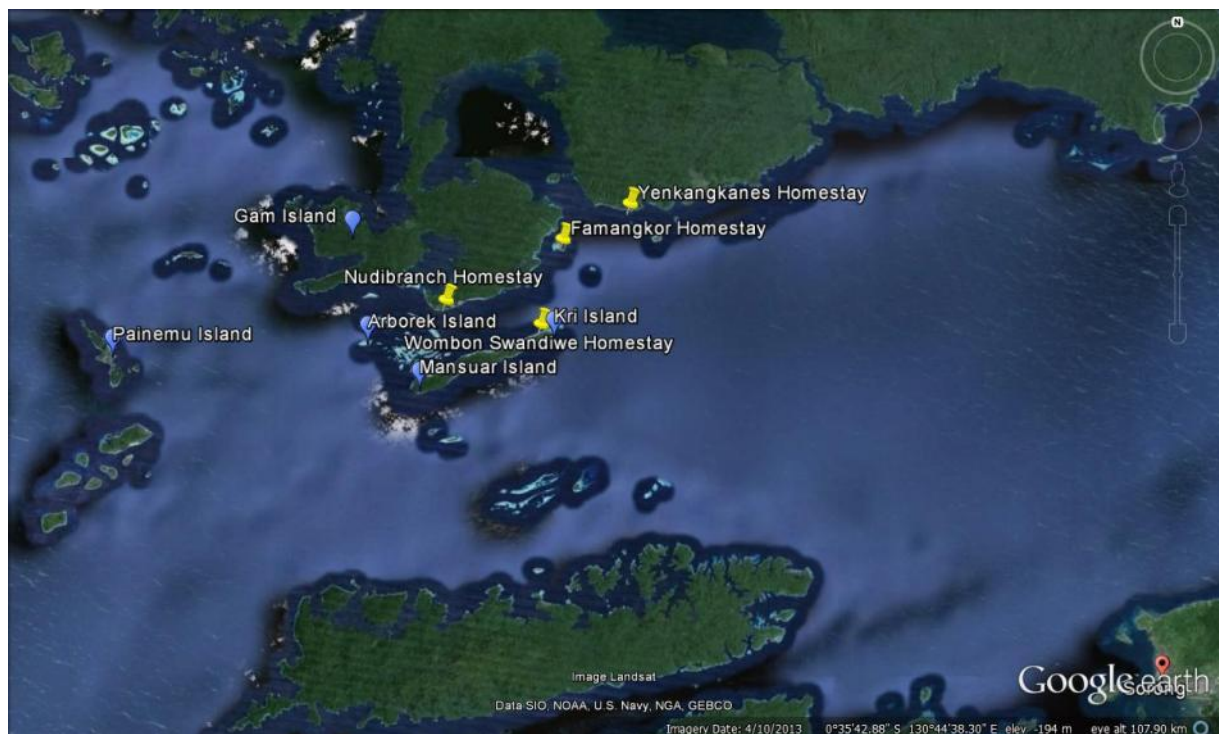 N
Yenkangkanes Homestay
Gam Island
Famangkor Homestay
Nudibranch Homestay
Kri Island
Arborek Island
Painemu Island
Wombon Swandiwe Homestay
Mansuar Island
Image Landsat
Google earth
Sorong
Data SIO, NOAA, U.S. Navy, NGA, GEBCO
Imagery Date: 4/10/2013 0°35'42.88" S 130°44'38.30" E elev -194 m eye alt 107.90 km